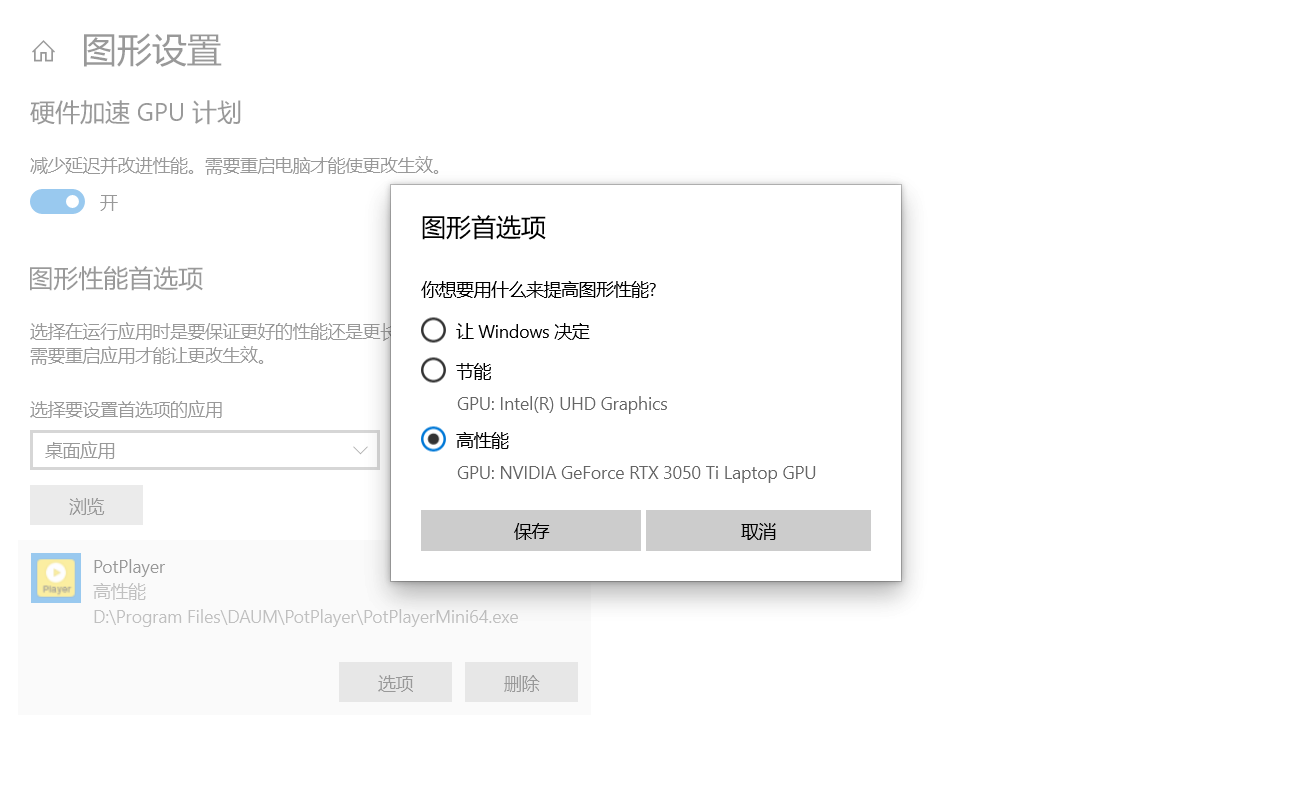 图形设置
硬件加速 GPU 计划
减少延迟并改进性能。需要重启电脑才能使更改生效。
开
图形性能首选项
选择在运行应用时是要保证更好的性能还是更长
需要重启应用才能让更改生效。
选择要设置首选项的应用
桌面应用
浏览
Player
PotPlayer
高性能
D:\Program Files\DAUM\PotPlayer\PotPlayerMini64.exe
选项
删除
图形首选项
你想要用什么来提高图形性能?
让 Windows 决定
节能
GPU: Intel(R) UHD Graphics
高性能
GPU: NVIDIA GeForce RTX 3050 Ti Laptop GPU
保存
取消